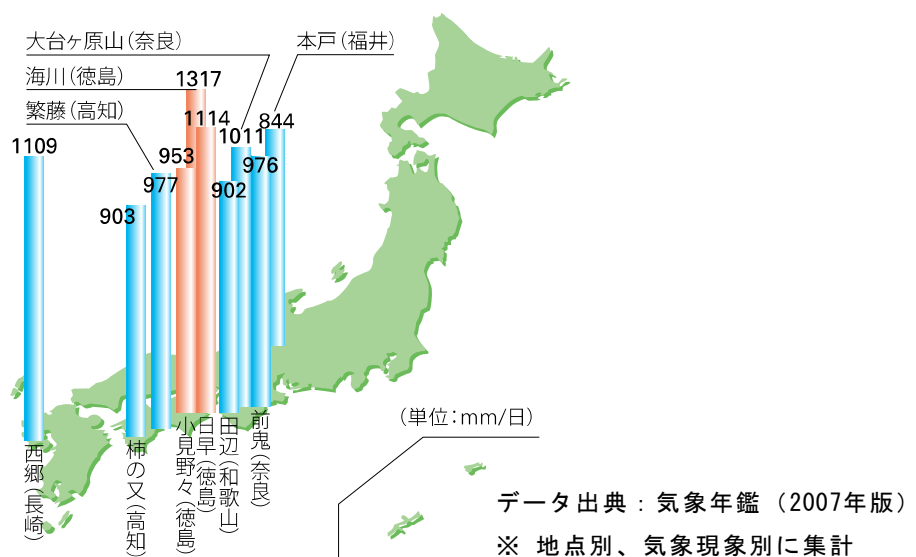 大台ヶ原山(奈良)
本戸(福井)
海川(徳島)
1317
繁藤(高知)
1114
844
1011
1109
953
976
977
902
903
(単位:mm/日)
西郷(長崎)
柿の又(高知)
小見野々(徳島)
日早(徳島)
田辺(和歌山)
前鬼(奈良)
データ出典：気象年鑑（2007年版）
※ 地点別、気象現象別に集計